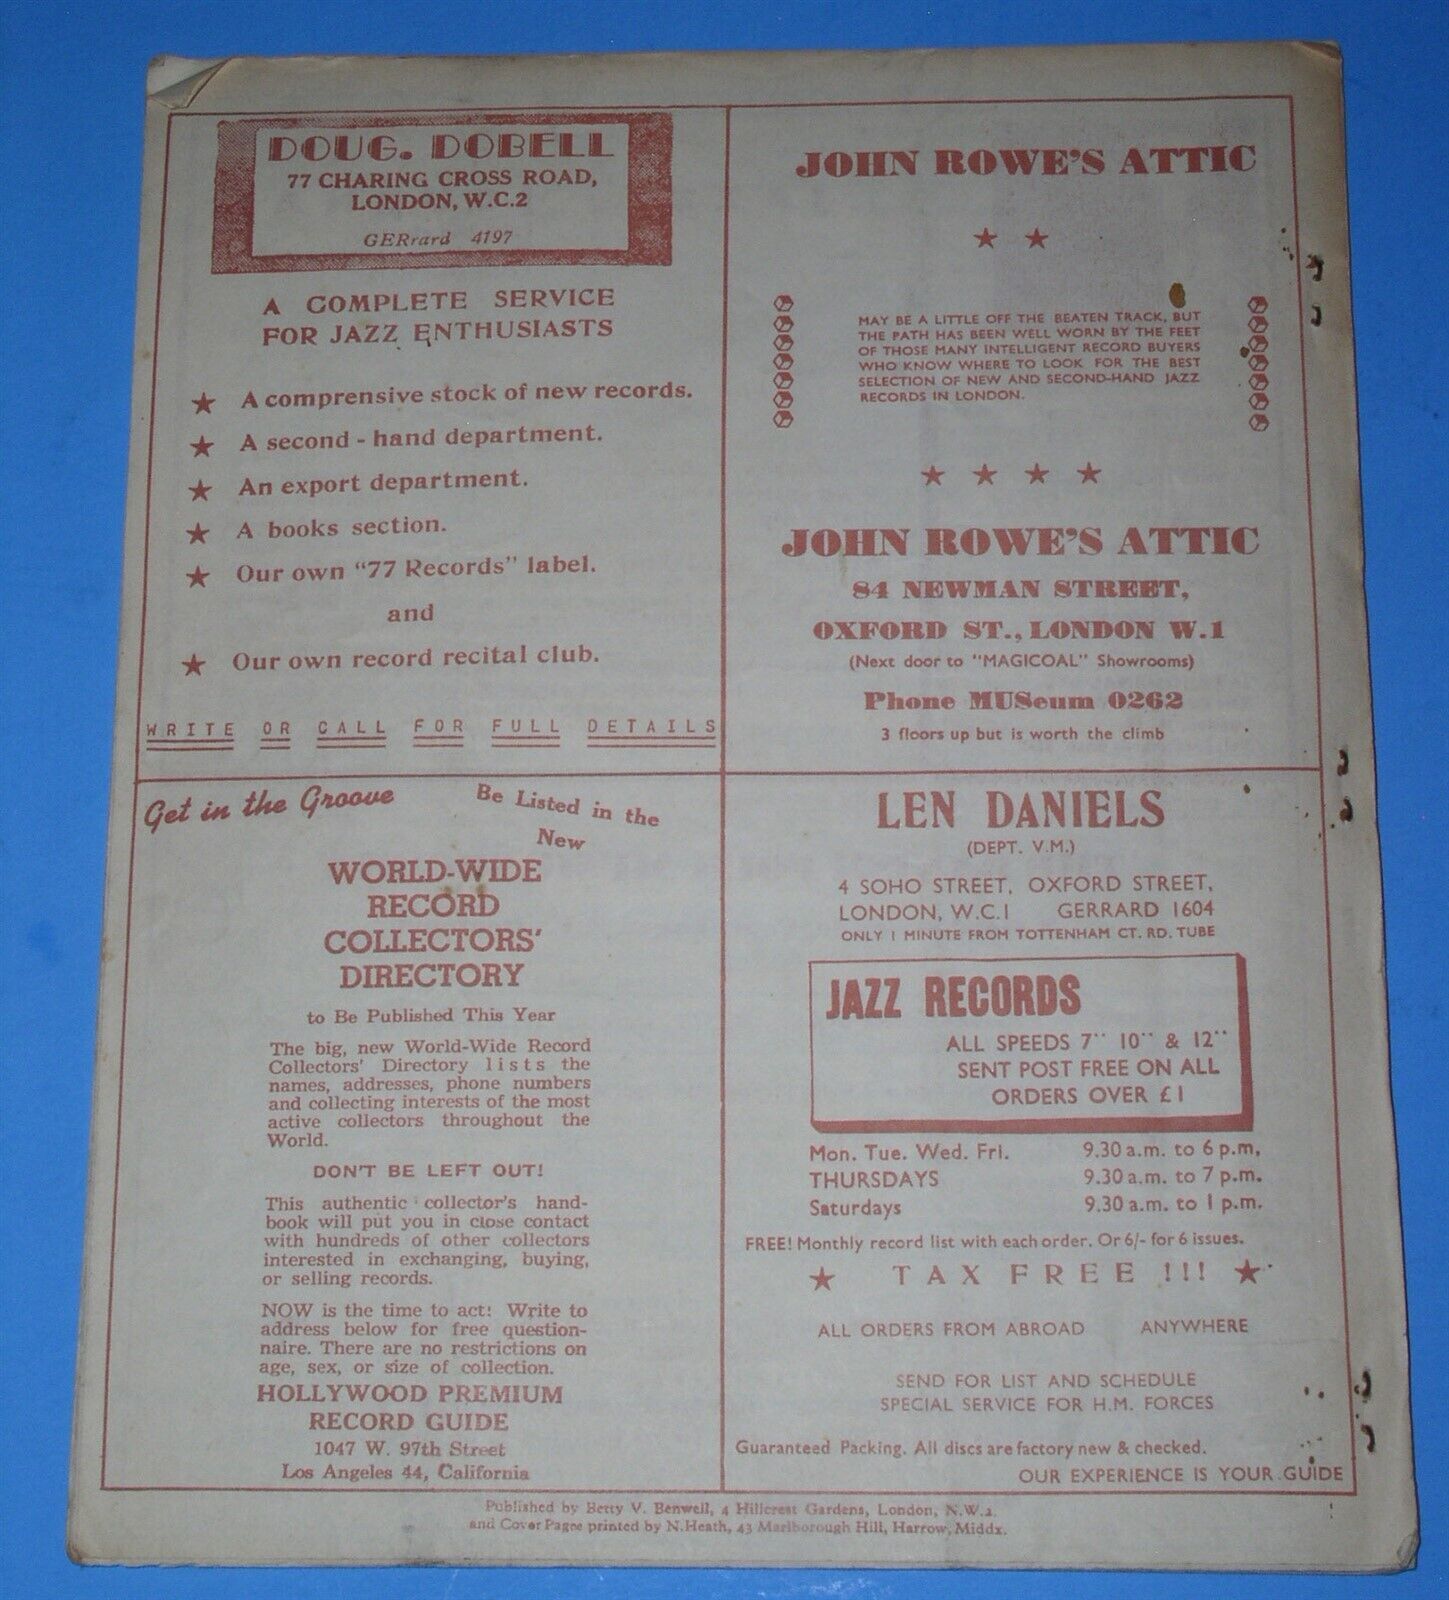 DOUG. DOBELL
77 CHARING CROSS ROAD,
LONDON, W.C.2
GERrard 4197
A COMPLETE SERVICE
FOR JAZZ ENTHUSIASTS
★ A comprensive stock of new records.
★ A second - hand department.
★ An export department.
★ A books section.
★ Our own "77 Records" label.
and
★ Our own record recital club.
WRITE OR CALL FOR FULL DETAILS
JOHN ROWE'S ATTIC
★ ★
MAY BE A LITTLE OFF THE BEATEN TRACK, BUT
THE PATH HAS BEEN WELL WORN BY THE FEET
OF THOSE MANY INTELLIGENT RECORD BUYERS
WHO KNOW WHERE TO LOOK FOR THE BEST
SELECTION OF NEW AND SECOND-HAND JAZZ
RECORDS IN LONDON.
★ ★ ★ ★
JOHN ROWE'S ATTIC
84 NEWMAN STREET,
OXFORD ST., LONDON W.1
(Next door to "MAGICOAL" Showrooms)
Phone MUSeum 0262
3 floors up but is worth the climb
Get in the Groove
Be Listed in the
New
WORLD-WIDE
RECORD
COLLECTORS'
DIRECTORY
to Be Published This Year
The big, new World-Wide Record
Collectors' Directory lists the
names, addresses, phone numbers
and collecting interests of the most
active collectors throughout the
World.
DON'T BE LEFT OUT!
This authentic collector's hand-
book will put you in close contact
with hundreds of other collectors
interested in exchanging, buying,
or selling records.
NOW is the time to act! Write to
address below for free question-
naire. There are no restrictions on
age, sex, or size of collection.
HOLLYWOOD PREMIUM
RECORD GUIDE
1047 W. 97th Street
Los Angeles 44, California
LEN DANIELS
(DEPT. V.M.)
4 SOHO STREET, OXFORD STREET,
LONDON, W.C.1 GERRARD 1604
ONLY 1 MINUTE FROM TOTTENHAM CT. RD. TUBE
JAZZ RECORDS
ALL SPEEDS 7" 10" & 12"
SENT POST FREE ON ALL
ORDERS OVER £1
Mon. Tue. Wed. Fri. 9.30 a.m. to 6 p.m,
THURSDAYS 9.30 a.m. to 7 p.m.
Saturdays 9.30 a.m. to 1 p.m.
FREE! Monthly record list with each order. Or 6/- for 6 issues.
★ TAX FREE !!! ★
ALL ORDERS FROM ABROAD ANYWHERE
SEND FOR LIST AND SCHEDULE
SPECIAL SERVICE FOR H.M. FORCES
Guaranteed Packing. All discs are factory new & checked.
OUR EXPERIENCE IS YOUR GUIDE
Published by Betty V. Benwell, 4 Hillcrest Gardens, London, N.W.2.
and Cover Pages printed by N. Heath, 43 Marlborough Hill, Harrow, Middx.